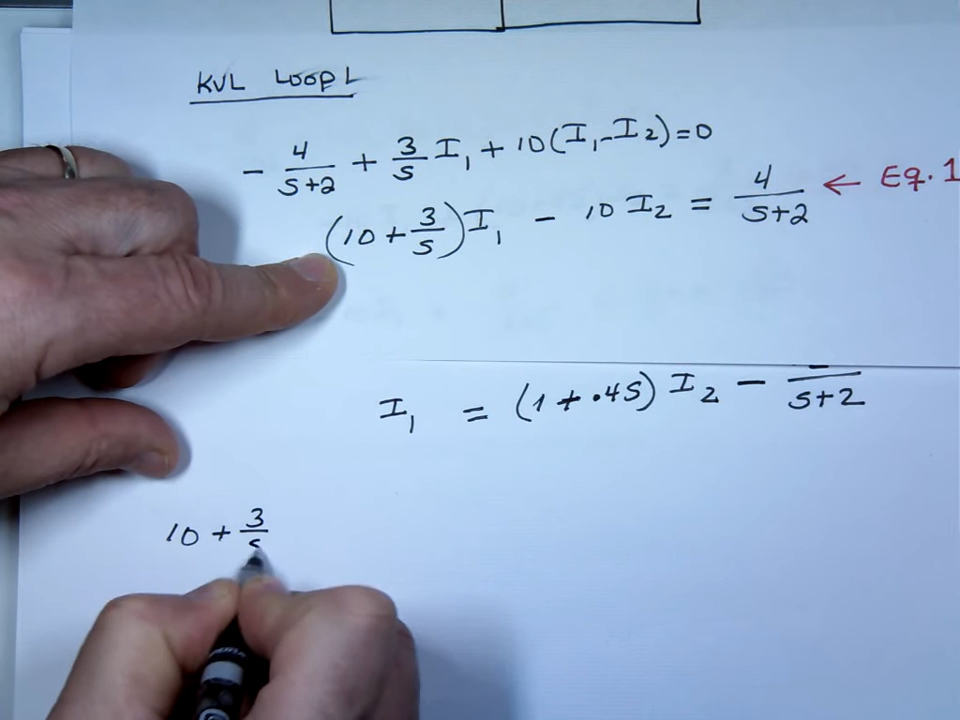 KVL LOOP 1
- 4/(S+2) + 3/S I₁ + 10(I₁-I₂)=0
(10 + 3/S)I₁ - 10 I₂ = 4/(S+2) ← Eq. 1
I₁ = (1+.4S) I₂ - /(S+2)
10 + 3/S